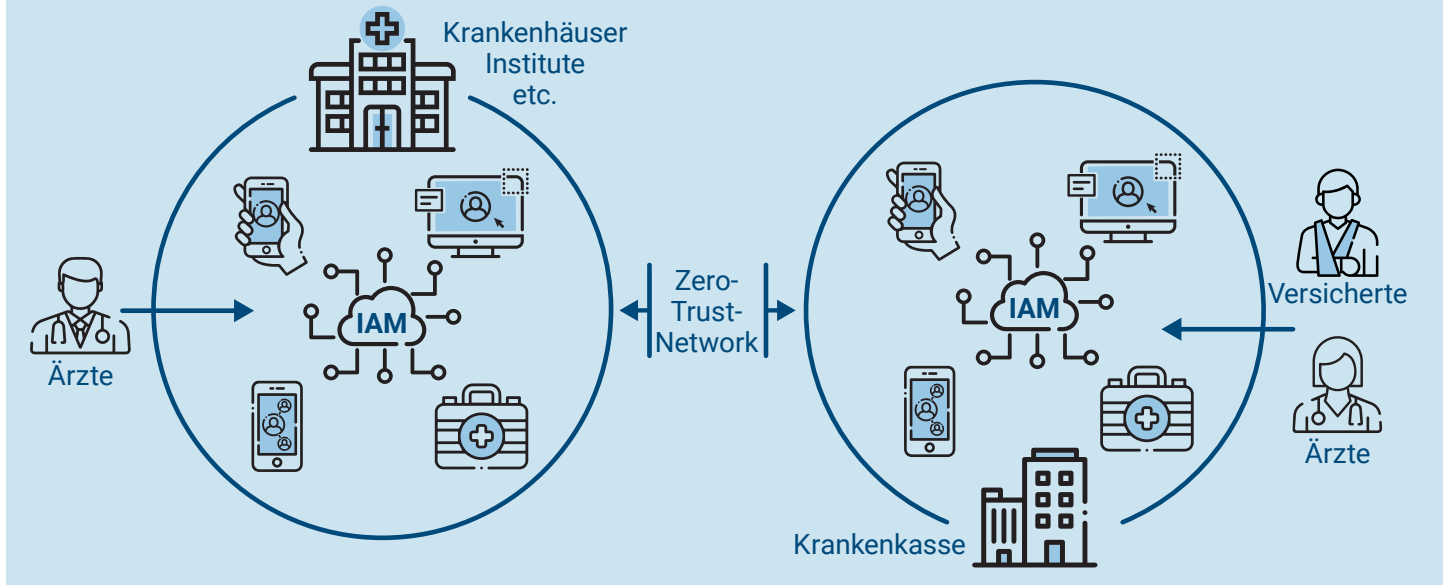 Krankenhäuser
Institute
etc.
IAM
Ärzte
Zero-
Trust-
Network
IAM
Versicherte
Ärzte
Krankenkasse